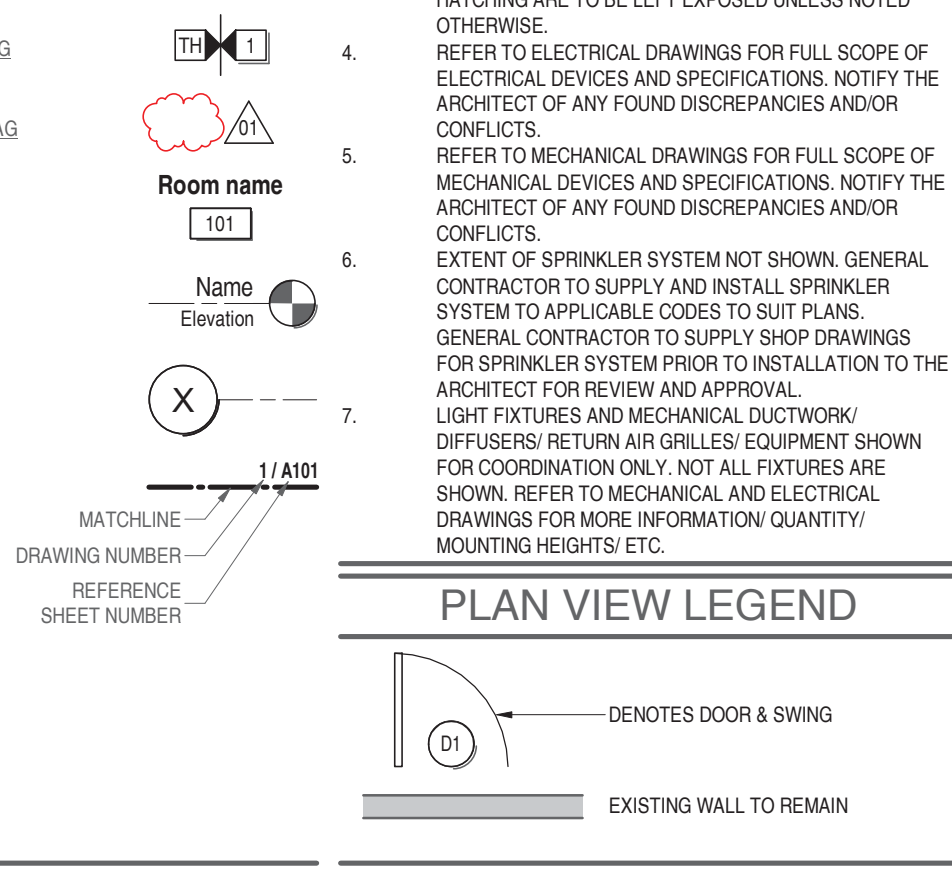 G
TH 1
AG
01
Room name
101
Name
Elevation
X
1 / A101
MATCHLINE
DRAWING NUMBER
REFERENCE
SHEET NUMBER
HATCHING ARE TO BE LEFT EXPOSED UNLESS NOTED
OTHERWISE.
4. REFER TO ELECTRICAL DRAWINGS FOR FULL SCOPE OF
ELECTRICAL DEVICES AND SPECIFICATIONS. NOTIFY THE
ARCHITECT OF ANY FOUND DISCREPANCIES AND/OR
CONFLICTS.
5. REFER TO MECHANICAL DRAWINGS FOR FULL SCOPE OF
MECHANICAL DEVICES AND SPECIFICATIONS. NOTIFY THE
ARCHITECT OF ANY FOUND DISCREPANCIES AND/OR
CONFLICTS.
6. EXTENT OF SPRINKLER SYSTEM NOT SHOWN. GENERAL
CONTRACTOR TO SUPPLY AND INSTALL SPRINKLER
SYSTEM TO APPLICABLE CODES TO SUIT PLANS.
GENERAL CONTRACTOR TO SUPPLY SHOP DRAWINGS
FOR SPRINKLER SYSTEM PRIOR TO INSTALLATION TO THE
ARCHITECT FOR REVIEW AND APPROVAL.
7. LIGHT FIXTURES AND MECHANICAL DUCTWORK/
DIFFUSERS/ RETURN AIR GRILLES/ EQUIPMENT SHOWN
FOR COORDINATION ONLY. NOT ALL FIXTURES ARE
SHOWN. REFER TO MECHANICAL AND ELECTRICAL
DRAWINGS FOR MORE INFORMATION/ QUANTITY/
MOUNTING HEIGHTS/ ETC.
PLAN VIEW LEGEND
DENOTES DOOR & SWING
D1
EXISTING WALL TO REMAIN